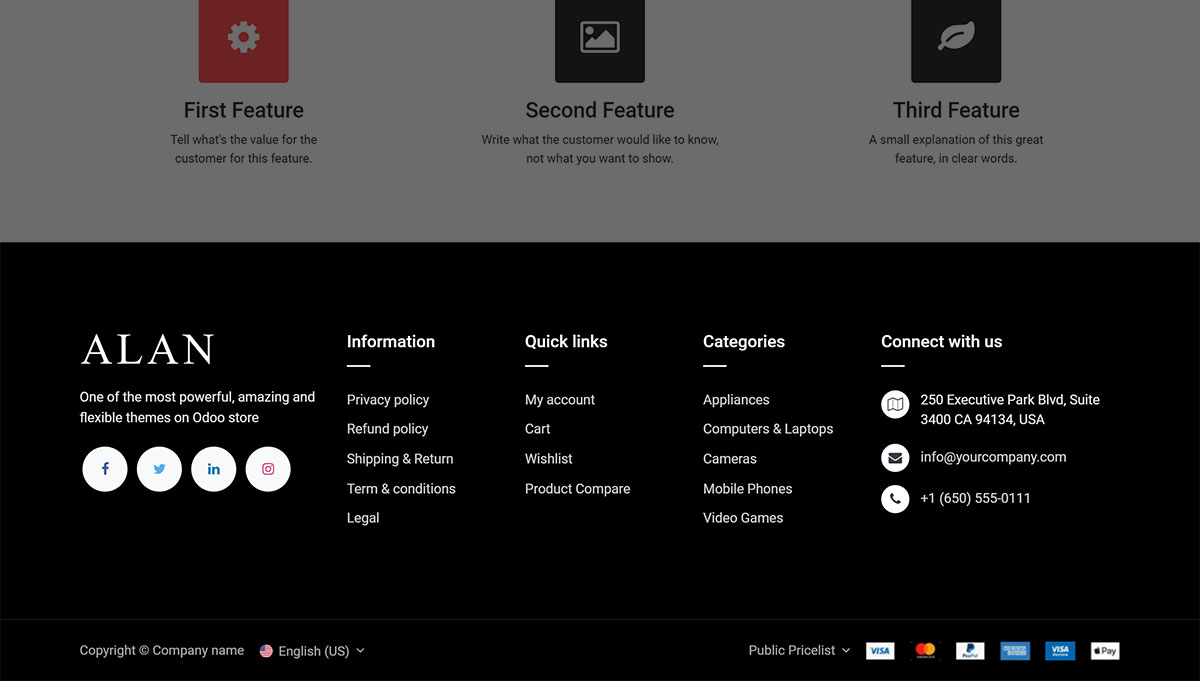 First Feature
Tell what's the value for the
customer for this feature.
Second Feature
Write what the customer would like to know,
not what you want to show.
Third Feature
A small explanation of this great
feature, in clear words.
ALAN
One of the most powerful, amazing and
flexible themes on Odoo store
Information
Privacy policy
Refund policy
Shipping & Return
Term & conditions
Legal
Quick links
My account
Cart
Wishlist
Product Compare
Categories
Appliances
Computers & Laptops
Cameras
Mobile Phones
Video Games
Connect with us
250 Executive Park Blvd, Suite
3400 CA 94134, USA
info@yourcompany.com
+1 (650) 555-0111
Copyright © Company name
English (US)
Public Pricelist
VISA
PayPal
VISA
Pay